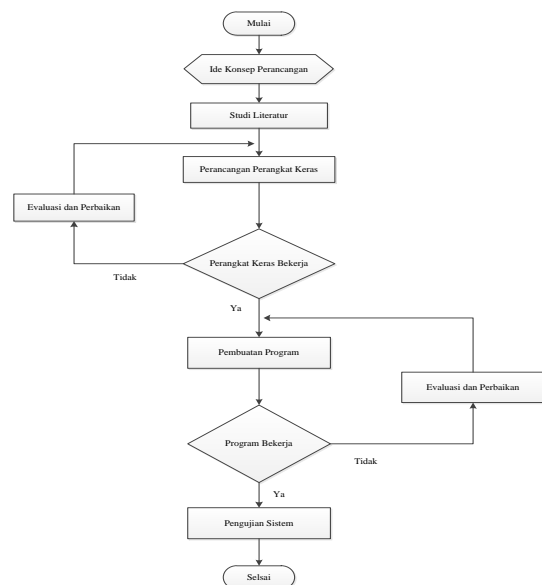 Mulai
Ide Konsep Perancangan
Studi Literatur
Perancangan Perangkat Keras
Evaluasi dan Perbaikan
Perangkat Keras Bekerja
Tidak
Ya
Pembuatan Program
Evaluasi dan Perbaikan
Program Bekerja
Tidak
Ya
Pengujian Sistem
Selsai